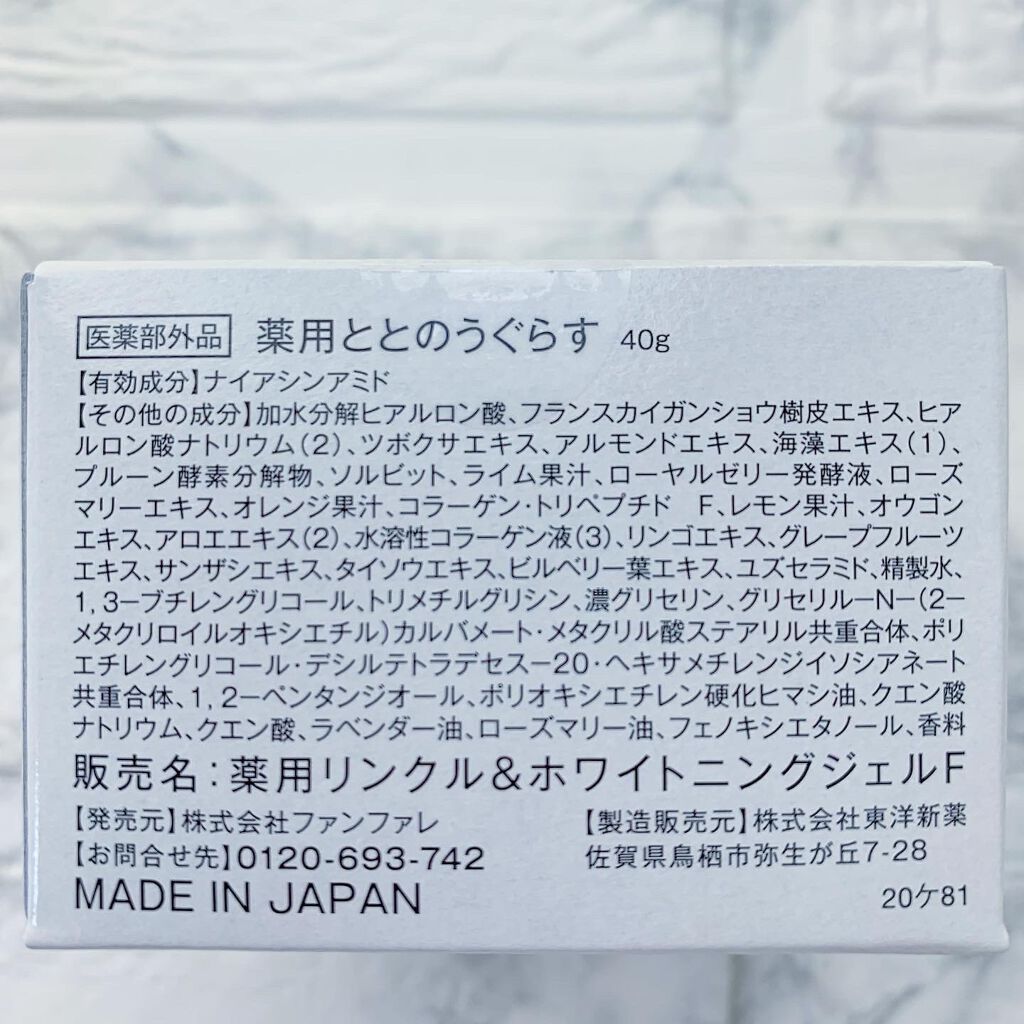 医薬部外品 薬用ととのうぐらす 40g
【有効成分】ナイアシンアミド
【その他の成分】加水分解ヒアルロン酸、フランスカイガンショウ樹皮エキス、ヒア
ルロン酸ナトリウム(2)、ツボクサエキス、アルモンドエキス、海藻エキス(1)、
プルーン酵素分解物、ソルビット、ライム果汁、ローヤルゼリー発酵液、ローズ
マリーエキス、オレンジ果汁、コラーゲン・トリペプチド F、レモン果汁、オウゴン
エキス、アロエエキス(2)、水溶性コラーゲン液(3)、リンゴエキス、グレープフルーツ
エキス、サンザシエキス、タイソウエキス、ビルベリー葉エキス、ユズセラミド、精製水、
1,3−ブチレングリコール、トリメチルグリシン、濃グリセリン、グリセリル−N−(2−
メタクリロイルオキシエチル)カルバメート・メタクリル酸ステアリル共重合体、ポリ
エチレングリコール・デシルテトラデセス−20・ヘキサメチレンジイソシアネート
共重合体、1,2−ペンタンジオール、ポリオキシエチレン硬化ヒマシ油、クエン酸
ナトリウム、クエン酸、ラベンダー油、ローズマリー油、フェノキシエタノール、香料
販売名:薬用リンクル&ホワイトニングジェルF
【発売元】株式会社ファンファレ 【製造販売元】株式会社東洋新薬
【お問合せ先】0120-693-742 佐賀県鳥栖市弥生が丘7-28
MADE IN JAPAN 20ケ81